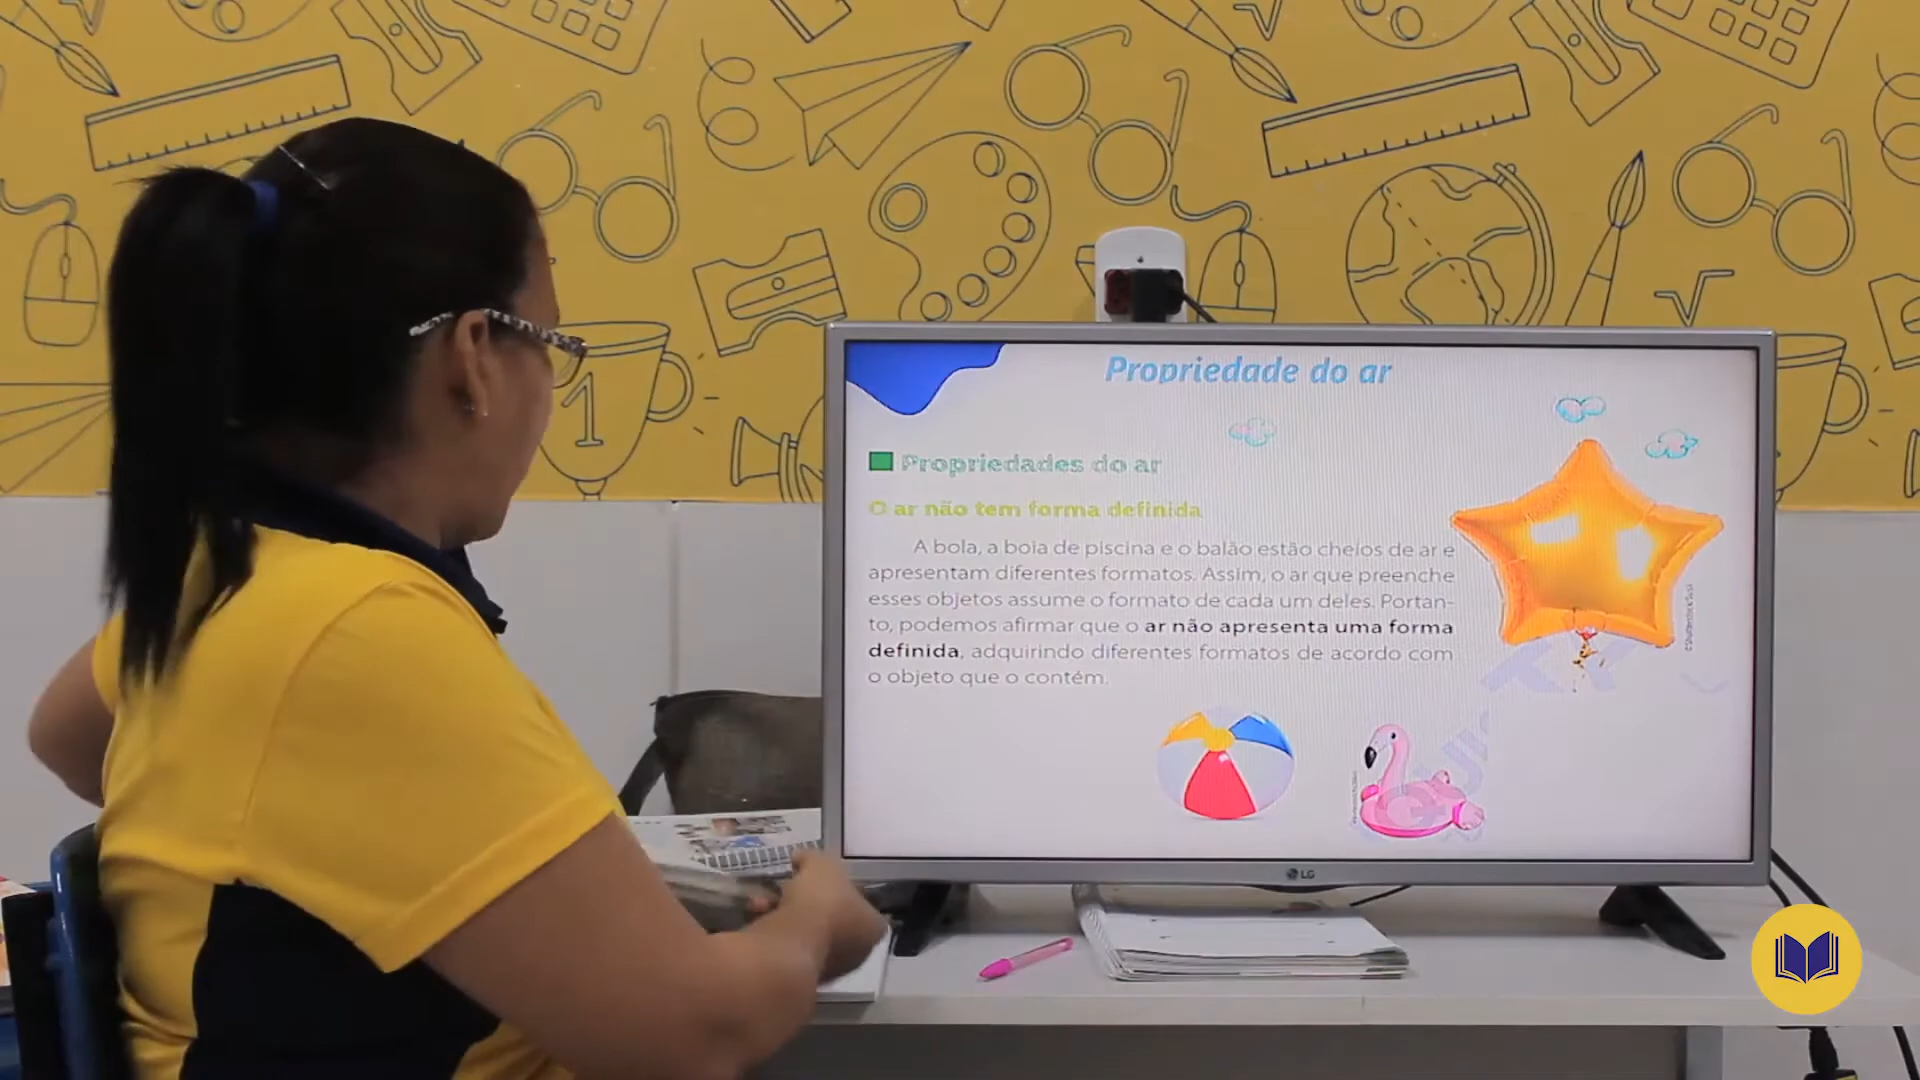 Propriedade do ar
Propriedades do ar
O ar não tem forma definida
A bola, a boia de piscina e o balão estão cheios de ar e
apresentam diferentes formatos. Assim, o ar que preenche
esses objetos assume o formato de cada um deles. Portan-
to, podemos afirmar que o ar não apresenta uma forma
definida, adquirindo diferentes formatos de acordo com
o objeto que o contém.
LG
1